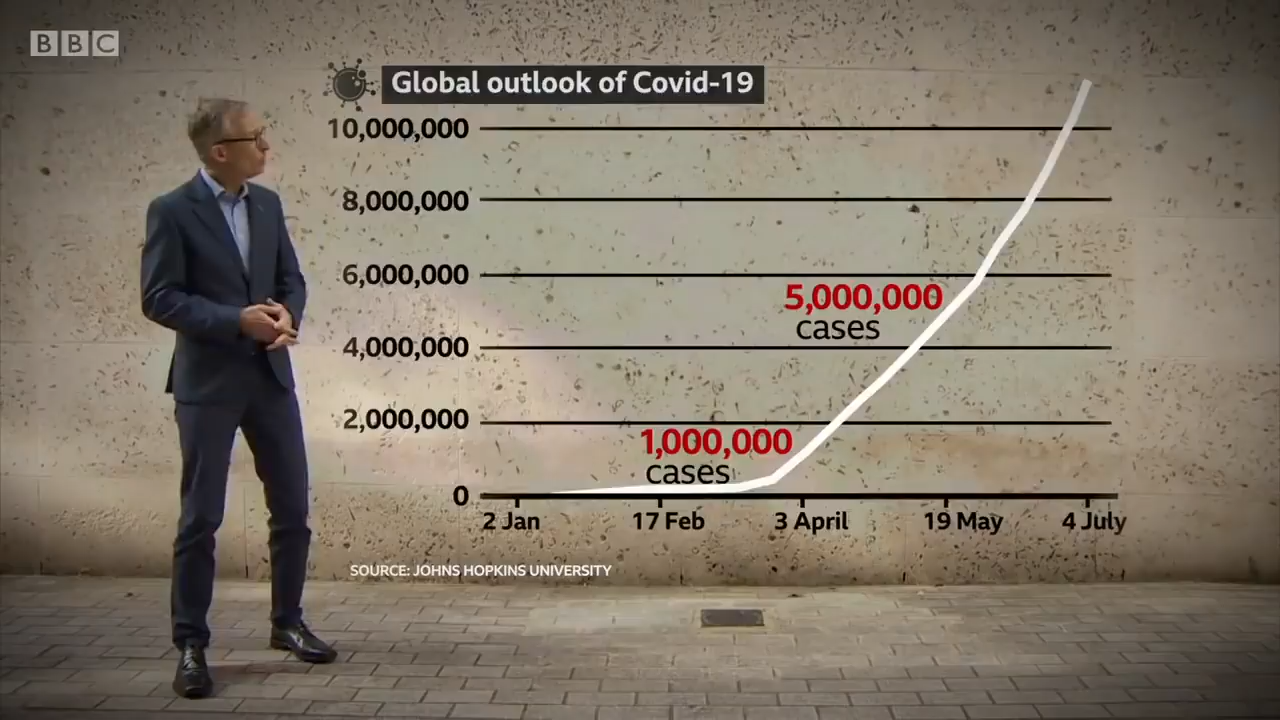 BBC
Global outlook of Covid-19
10,000,000
8,000,000
6,000,000
5,000,000
cases
4,000,000
2,000,000
1,000,000
cases
0
2 Jan 17 Feb 3 April 19 May 4 July
SOURCE: JOHNS HOPKINS UNIVERSITY